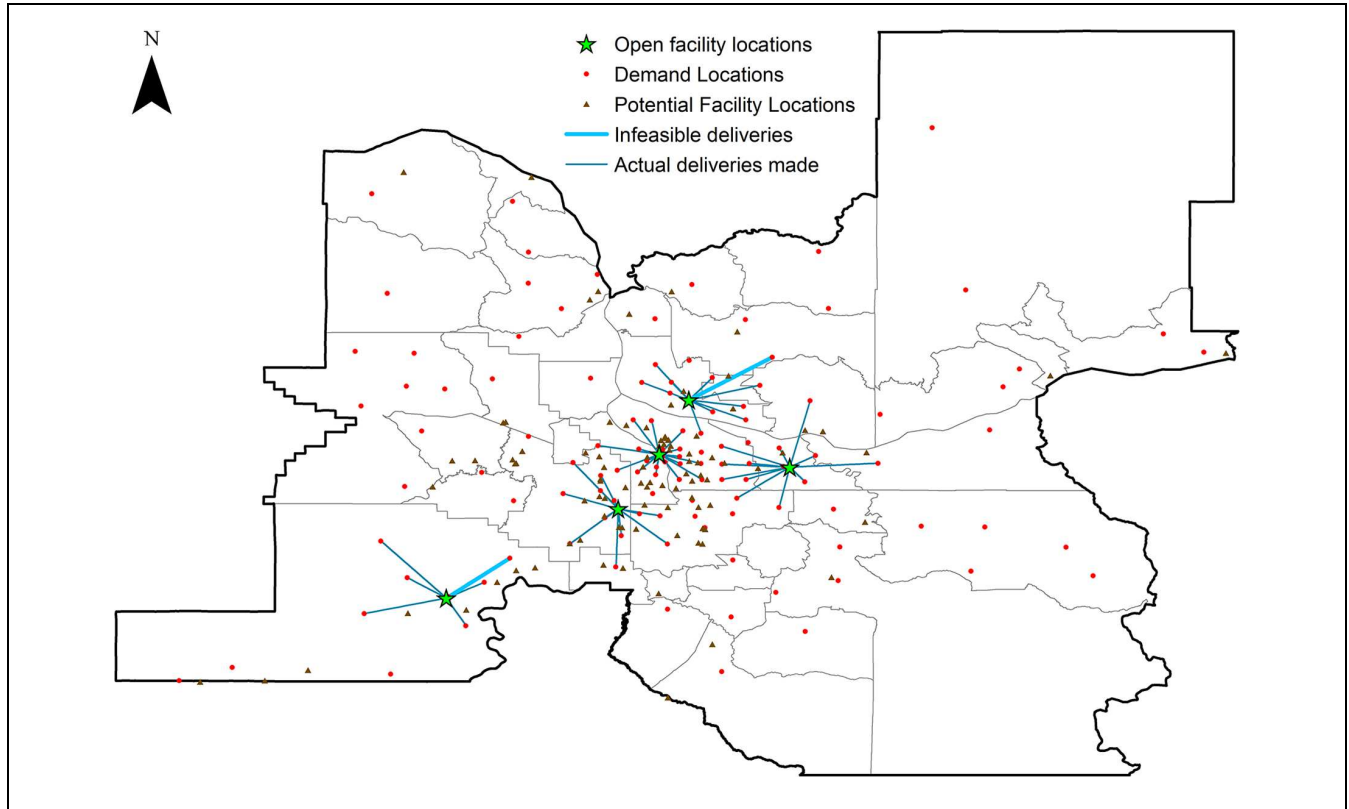 N
Open facility locations
Demand Locations
Potential Facility Locations
Infeasible deliveries
Actual deliveries made